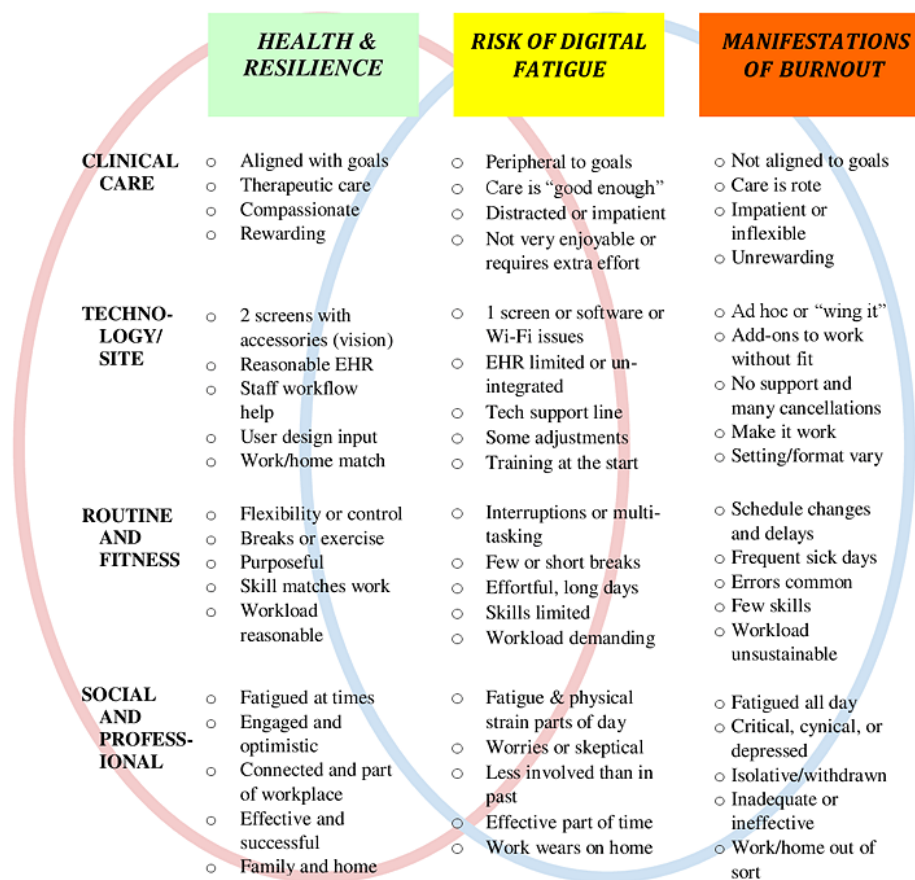 HEALTH &
RESILIENCE
RISK OF DIGITAL
FATIGUE
MANIFESTATIONS
OF BURNOUT
CLINICAL
CARE
○ Aligned with goals
○ Therapeutic care
○ Compassionate
○ Rewarding
○ Peripheral to goals
○ Care is “good enough”
○ Distracted or impatient
○ Not very enjoyable or
requires extra effort
○ Not aligned to goals
○ Care is rote
○ Impatient or
inflexible
○ Unrewarding
TECHNO-
LOGY/
SITE
○ 2 screens with
accessories (vision)
○ Reasonable EHR
○ Staff workflow
help
○ User design input
○ Work/home match
○ 1 screen or software or
Wi-Fi issues
○ EHR limited or un-
integrated
○ Tech support line
○ Some adjustments
○ Training at the start
○ Ad hoc or “wing it”
○ Add-ons to work
without fit
○ No support and
many cancellations
○ Make it work
○ Setting/format vary
ROUTINE
AND
FITNESS
○ Flexibility or control
○ Breaks or exercise
○ Purposeful
○ Skill matches work
○ Workload
reasonable
○ Interruptions or multi-
tasking
○ Few or short breaks
○ Effortful, long days
○ Skills limited
○ Workload demanding
○ Schedule changes
and delays
○ Frequent sick days
○ Errors common
○ Few skills
○ Workload
unsustainable
SOCIAL
AND
PROFESS-
IONAL
○ Fatigued at times
○ Engaged and
optimistic
○ Connected and part
of workplace
○ Effective and
successful
○ Family and home
○ Fatigue & physical
strain parts of day
○ Worries or skeptical
○ Less involved than in
past
○ Effective part of time
○ Work wears on home
○ Fatigued all day
○ Critical, cynical, or
depressed
○ Isolative/withdrawn
○ Inadequate or
ineffective
○ Work/home out of
sort